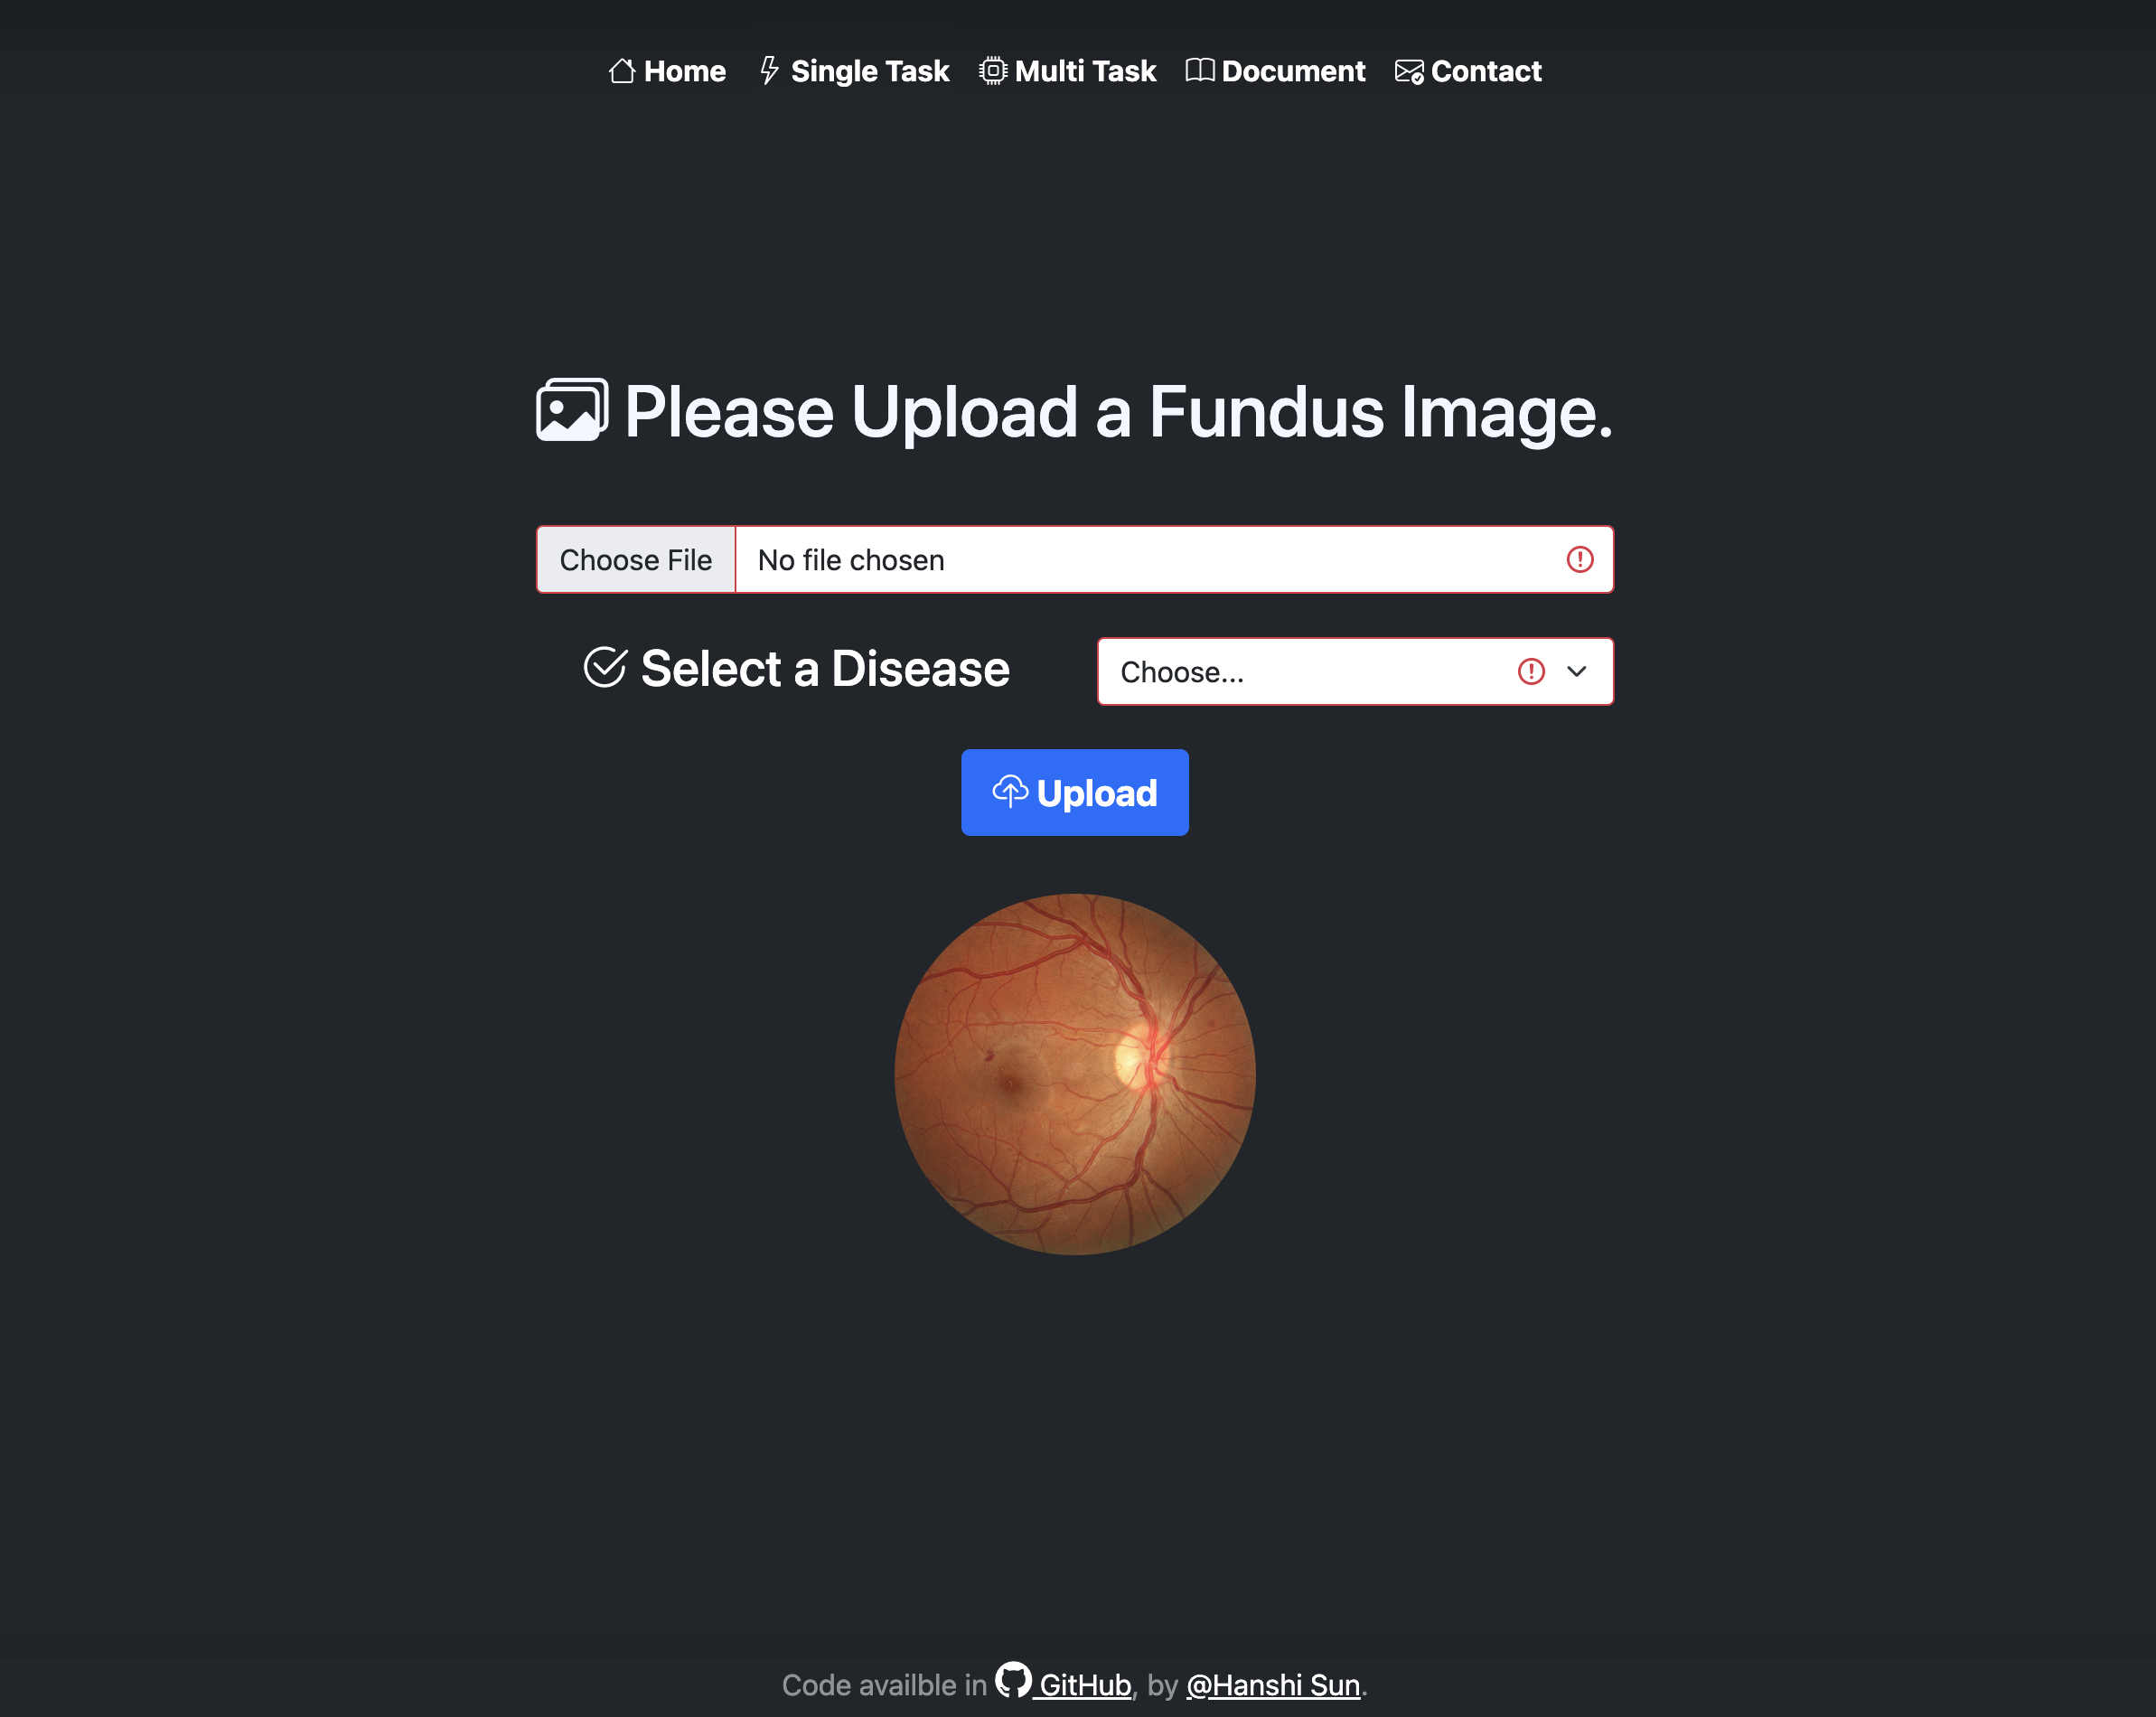 Home Single Task Multi Task Document Contact
Please Upload a Fundus Image.
Choose File No file chosen
Select a Disease Choose...
Upload
Code availble in GitHub, by @Hanshi Sun.